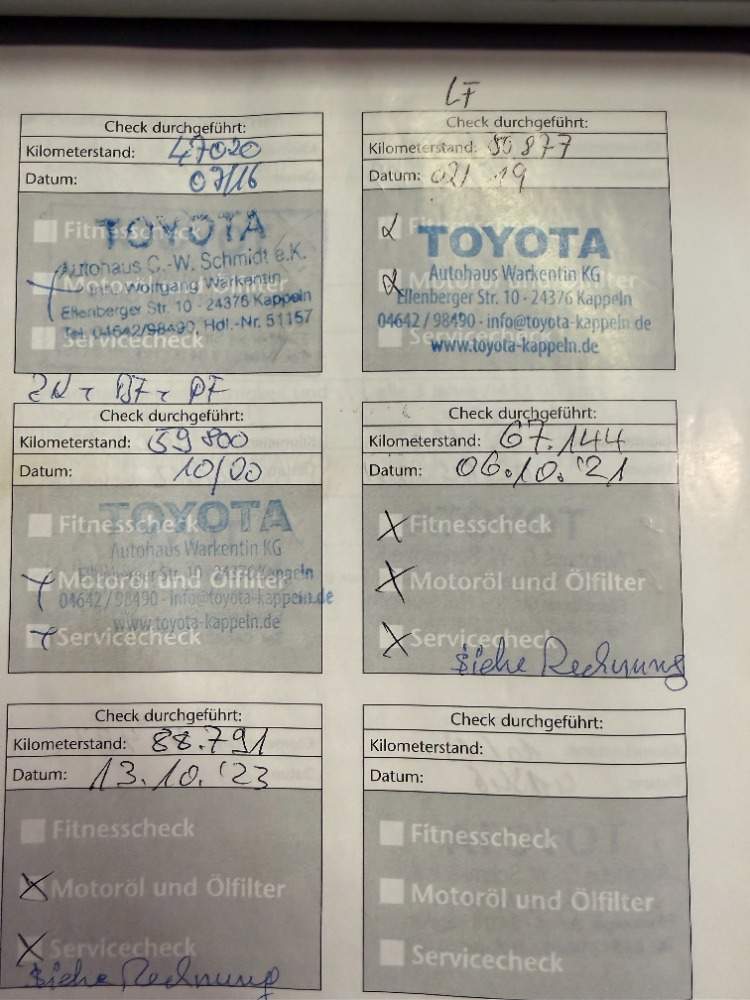 LF
Check durchgeführt:
Kilometerstand: 47020
Datum: 07/16
Fitnesscheck
TOYOTA
Autohaus C.-W. Schmidt e.K.
Inh. Wolfgang Warkentin
Ellenberger Str. 10 - 24376 Kappeln
Tel. 04642/98490, Hdl.-Nr. 51157
Servicecheck
Check durchgeführt:
Kilometerstand: 55877
Datum: 02/ 19
TOYOTA
Autohaus Warkentin KG
Ellenberger Str. 10 · 24376 Kappeln
04642 / 98490 · info@toyota-kappeln.de
Servicecheck
www.toyota-kappeln.de
Check durchgeführt:
Kilometerstand: 59800
Datum: 10/00
Fitnesscheck
TOYOTA
Autohaus Warkentin KG
Motoröl und Ölfilter
04642 / 98490 · info@toyota-kappeln.de
www.toyota-kappeln.de
Servicecheck
Check durchgeführt:
Kilometerstand: 67.144
Datum: 06.10.'21
X Fitnesscheck
X Motoröl und Ölfilter
X Servicecheck
Siehe Rechnung
Check durchgeführt:
Kilometerstand: 88.791
Datum: 13.10.'23
Fitnesscheck
X Motoröl und Ölfilter
X Servicecheck
Siehe Rechnung
Check durchgeführt:
Kilometerstand:
Datum:
Fitnesscheck
Motoröl und Ölfilter
Servicecheck